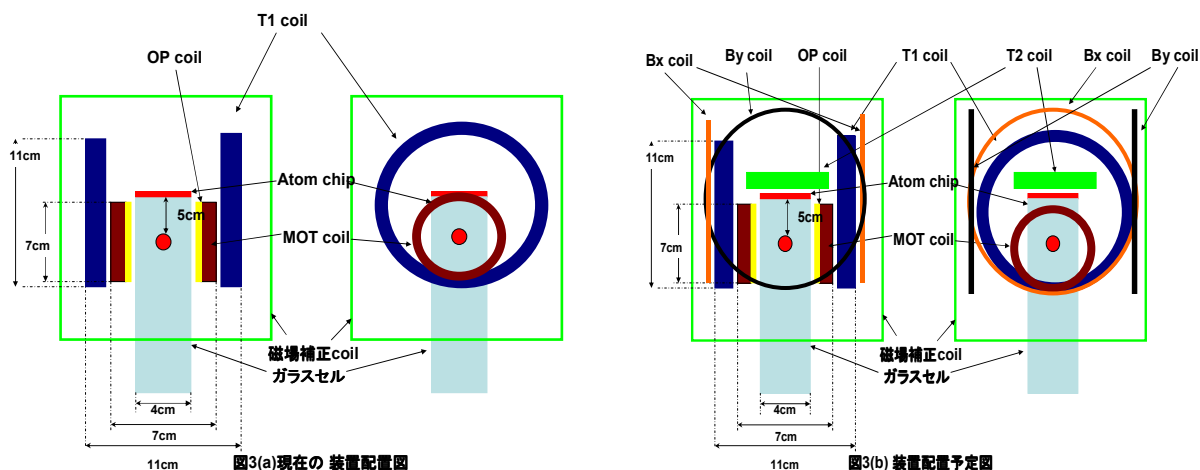 T1 coil
OP coil
11cm
7cm
Atom chip
5cm
MOT coil
磁場補正coil
ガラスセル
4cm
7cm
11cm
図3(a)現在の 装置配置図
Bx coil
By coil
OP coil
T1 coil
T2 coil
Bx coil
By coil
11cm
7cm
Atom chip
5cm
MOT coil
磁場補正coil
ガラスセル
4cm
7cm
11cm
図3(b) 装置配置予定図